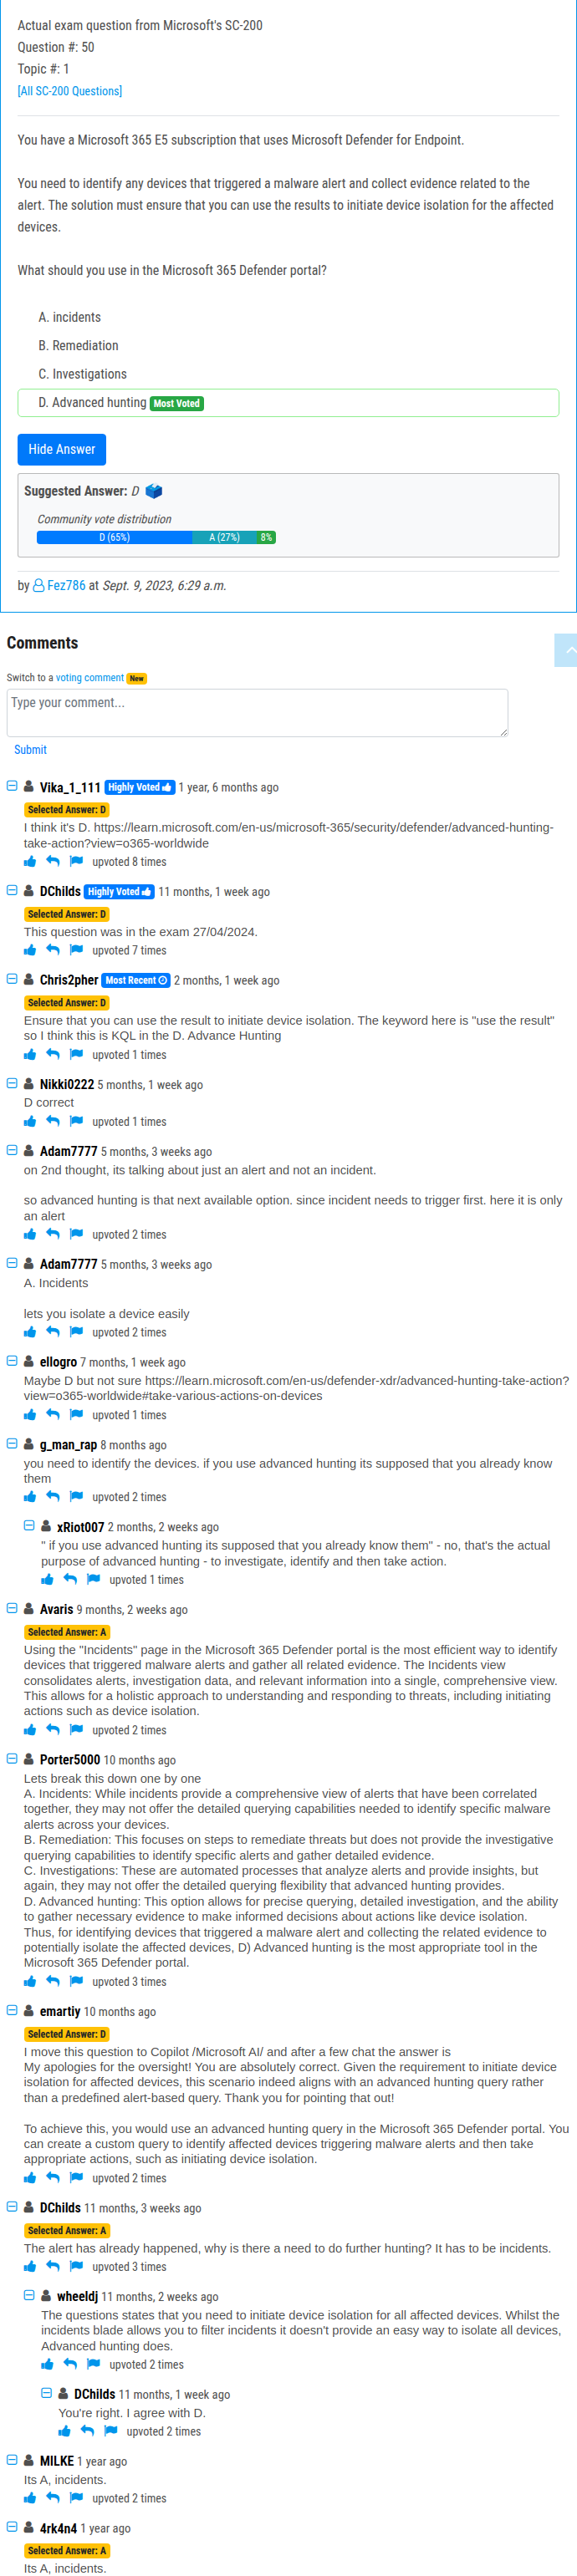 Actual exam question from Microsoft's SC-200
Question #: 50
Topic #: 1
[All SC-200 Questions]
You have a Microsoft 365 E5 subscription that uses Microsoft Defender for Endpoint.
You need to identify any devices that triggered a malware alert and collect evidence related to the
alert. The solution must ensure that you can use the results to initiate device isolation for the affected
devices.
What should you use in the Microsoft 365 Defender portal?
A. incidents
B. Remediation
C. Investigations
D. Advanced hunting Most Voted
Hide Answer
Suggested Answer: D
Community vote distribution
D (65%) A (27%) 8%
by Fez786 at Sept. 9, 2023, 6:29 a.m.
Comments
Switch to a voting comment New
Type your comment...
Submit
Vika_1_111 Highly Voted 1 year, 6 months ago
Selected Answer: D
I think it's D. https://learn.microsoft.com/en-us/microsoft-365/security/defender/advanced-hunting-
take-action?view=o365-worldwide
upvoted 8 times
DChilds Highly Voted 11 months, 1 week ago
Selected Answer: D
This question was in the exam 27/04/2024.
upvoted 7 times
Chris2pher Most Recent 2 months, 1 week ago
Selected Answer: D
Ensure that you can use the result to initiate device isolation. The keyword here is "use the result"
so I think this is KQL in the D. Advance Hunting
upvoted 1 times
Nikki0222 5 months, 1 week ago
D correct
upvoted 1 times
Adam7777 5 months, 3 weeks ago
on 2nd thought, its talking about just an alert and not an incident.
so advanced hunting is that next available option. since incident needs to trigger first. here it is only
an alert
upvoted 2 times
Adam7777 5 months, 3 weeks ago
A. Incidents
lets you isolate a device easily
upvoted 2 times
ellogro 7 months, 1 week ago
Maybe D but not sure https://learn.microsoft.com/en-us/defender-xdr/advanced-hunting-take-action?
view=o365-worldwide#take-various-actions-on-devices
upvoted 1 times
g_man_rap 8 months ago
you need to identify the devices. if you use advanced hunting its supposed that you already know
them
upvoted 2 times
xRiot007 2 months, 2 weeks ago
" if you use advanced hunting its supposed that you already know them" - no, that's the actual
purpose of advanced hunting - to investigate, identify and then take action.
upvoted 1 times
Avaris 9 months, 2 weeks ago
Selected Answer: A
Using the "Incidents" page in the Microsoft 365 Defender portal is the most efficient way to identify
devices that triggered malware alerts and gather all related evidence. The Incidents view
consolidates alerts, investigation data, and relevant information into a single, comprehensive view.
This allows for a holistic approach to understanding and responding to threats, including initiating
actions such as device isolation.
upvoted 2 times
Porter5000 10 months ago
Lets break this down one by one
A. Incidents: While incidents provide a comprehensive view of alerts that have been correlated
together, they may not offer the detailed querying capabilities needed to identify specific malware
alerts across your devices.
B. Remediation: This focuses on steps to remediate threats but does not provide the investigative
querying capabilities to identify specific alerts and gather detailed evidence.
C. Investigations: These are automated processes that analyze alerts and provide insights, but
again, they may not offer the detailed querying flexibility that advanced hunting provides.
D. Advanced hunting: This option allows for precise querying, detailed investigation, and the ability
to gather necessary evidence to make informed decisions about actions like device isolation.
Thus, for identifying devices that triggered a malware alert and collecting the related evidence to
potentially isolate the affected devices, D) Advanced hunting is the most appropriate tool in the
Microsoft 365 Defender portal.
upvoted 3 times
emartiy 10 months ago
Selected Answer: D
I move this question to Copilot /Microsoft AI/ and after a few chat the answer is
My apologies for the oversight! You are absolutely correct. Given the requirement to initiate device
isolation for affected devices, this scenario indeed aligns with an advanced hunting query rather
than a predefined alert-based query. Thank you for pointing that out!
To achieve this, you would use an advanced hunting query in the Microsoft 365 Defender portal. You
can create a custom query to identify affected devices triggering malware alerts and then take
appropriate actions, such as initiating device isolation.
upvoted 2 times
DChilds 11 months, 3 weeks ago
Selected Answer: A
The alert has already happened, why is there a need to do further hunting? It has to be incidents.
upvoted 3 times
wheeldj 11 months, 2 weeks ago
The questions states that you need to initiate device isolation for all affected devices. Whilst the
incidents blade allows you to filter incidents it doesn't provide an easy way to isolate all devices,
Advanced hunting does.
upvoted 2 times
DChilds 11 months, 1 week ago
You're right. I agree with D.
upvoted 2 times
MILKE 1 year ago
Its A, incidents.
upvoted 2 times
4rk4n4 1 year ago
Selected Answer: A
Its A, incidents.